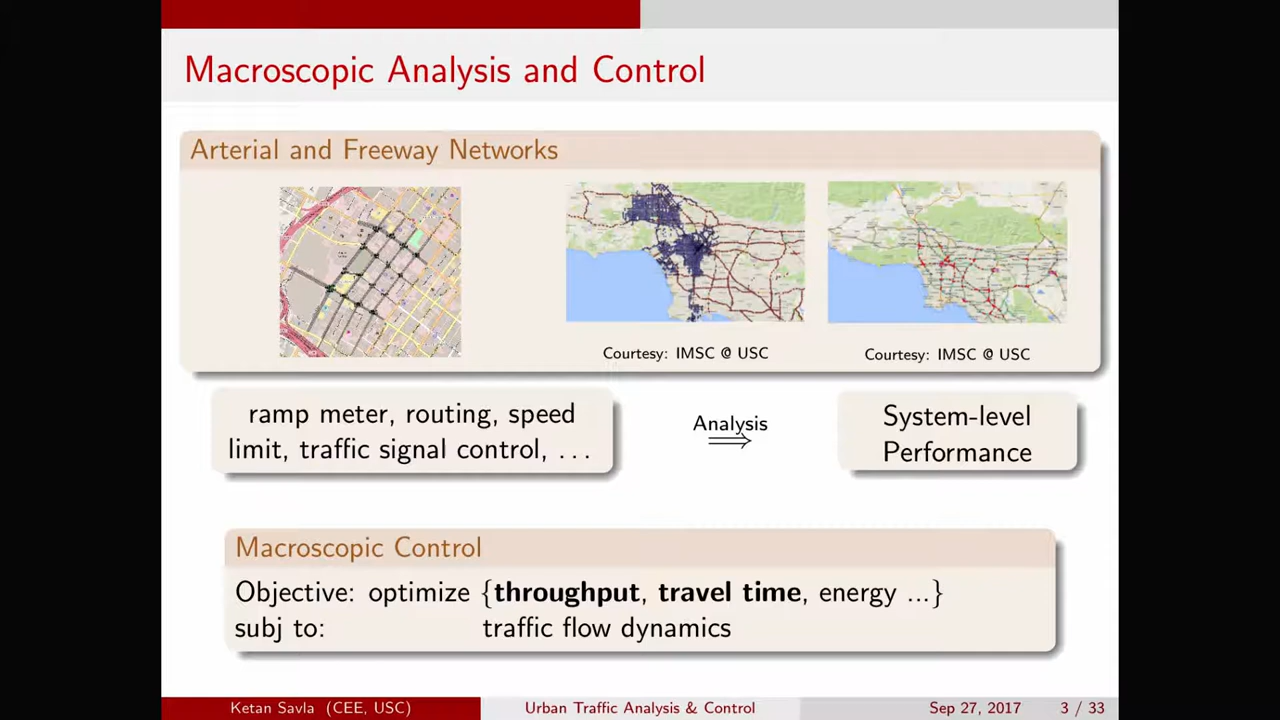 Macroscopic Analysis and Control
Arterial and Freeway Networks
Courtesy: IMSC @ USC
Courtesy: IMSC @ USC
ramp meter, routing, speed
limit, traffic signal control, ...
Analysis
⟹
System-level
Performance
Macroscopic Control
Objective: optimize {throughput, travel time, energy ...}
subj to: traffic flow dynamics
Ketan Savla (CEE, USC)
Urban Traffic Analysis & Control
Sep 27, 2017
3 / 33